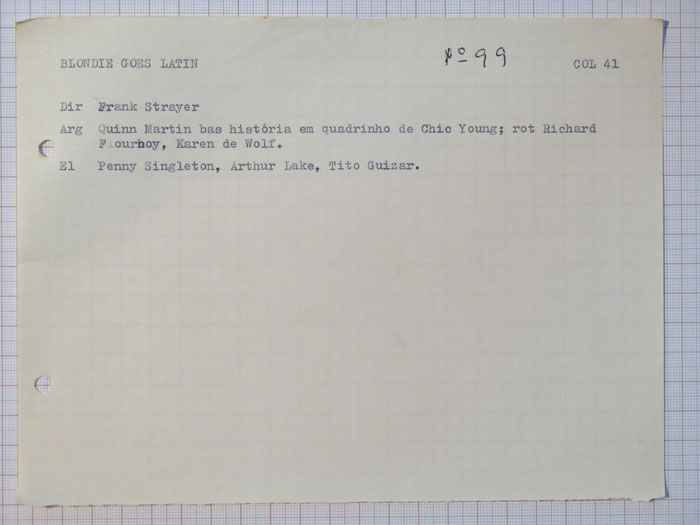 BLONDIE GOES LATIN Nº 99 COL 41
Dir Frank Strayer
Arg Quinn Martin bas história em quadrinho de Chic Young; rot Richard
Flourhoy, Karen de Wolf.
El Penny Singleton, Arthur Lake, Tito Guizar.